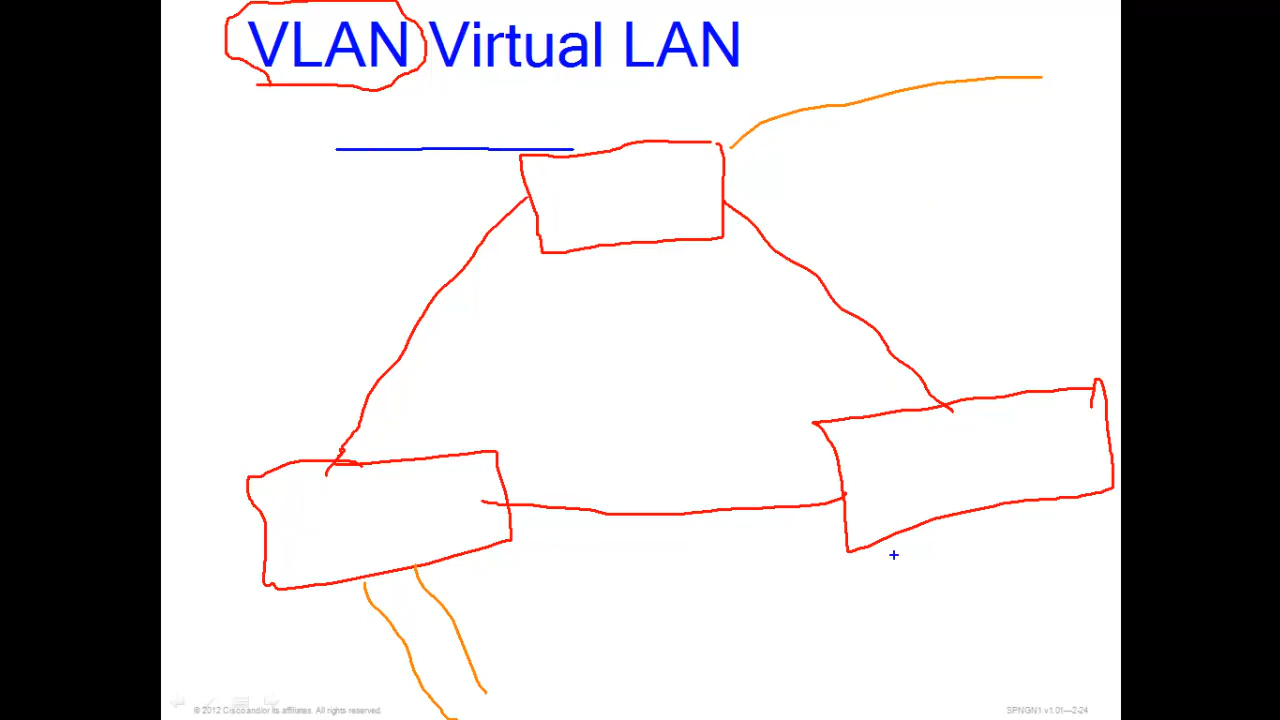 VLAN Virtual LAN
© 2012 Cisco and/or its affiliates. All rights reserved.
SPNGN1 v1.01—2-24